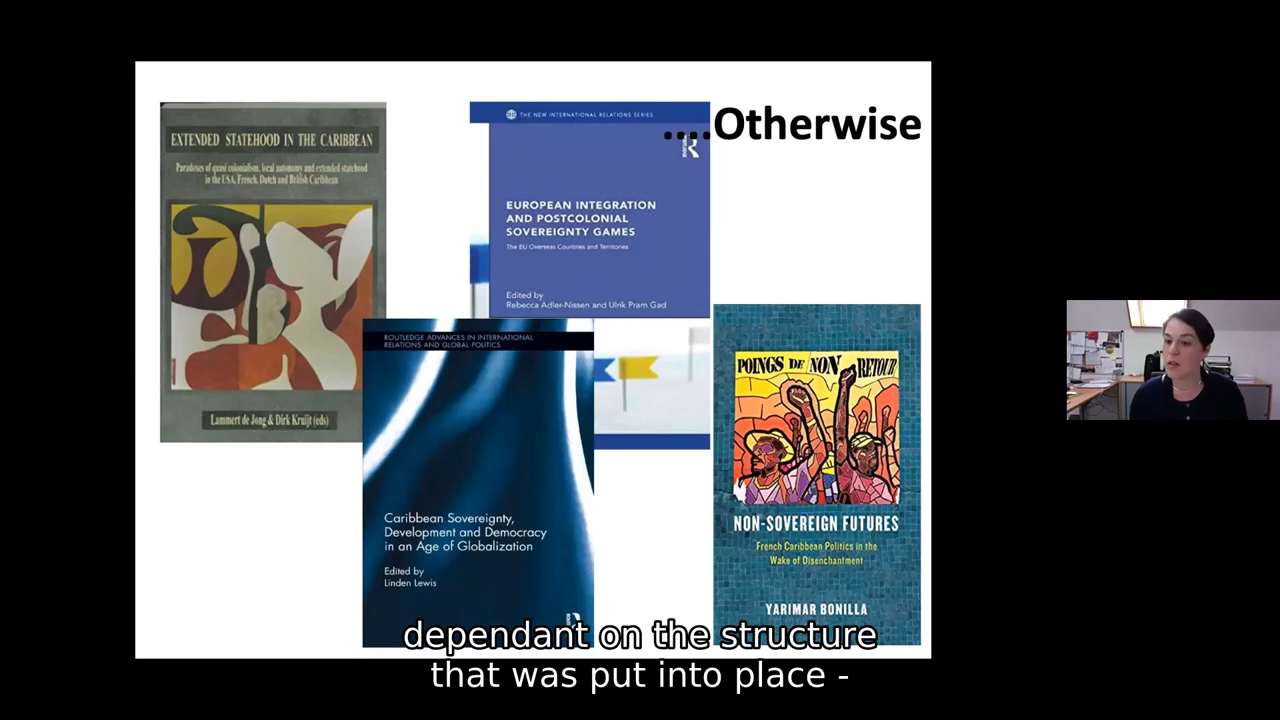 ....Otherwise
EXTENDED STATEHOOD IN THE CARIBBEAN
Paradoxes of quasi colonialism, local autonomy and extended statehood
in the USA, French, Dutch and British Caribbean
Lammert de Jong & Dirk Kruijt (eds)
THE NEW INTERNATIONAL RELATIONS SERIES
EUROPEAN INTEGRATION
AND POSTCOLONIAL
SOVEREIGNTY GAMES
The EU Overseas Countries and Territories
Edited by
Rebecca Adler-Nissen and Ulrik Pram Gad
ROUTLEDGE ADVANCES IN INTERNATIONAL
RELATIONS AND GLOBAL POLITICS
Caribbean Sovereignty,
Development and Democracy
in an Age of Globalization
Edited by
Linden Lewis
POINGS DE NON RETOUR
NON-SOVEREIGN FUTURES
French Caribbean Politics in the
Wake of Disenchantment
YARIMAR BONILLA
dependant on the structure
that was put into place -